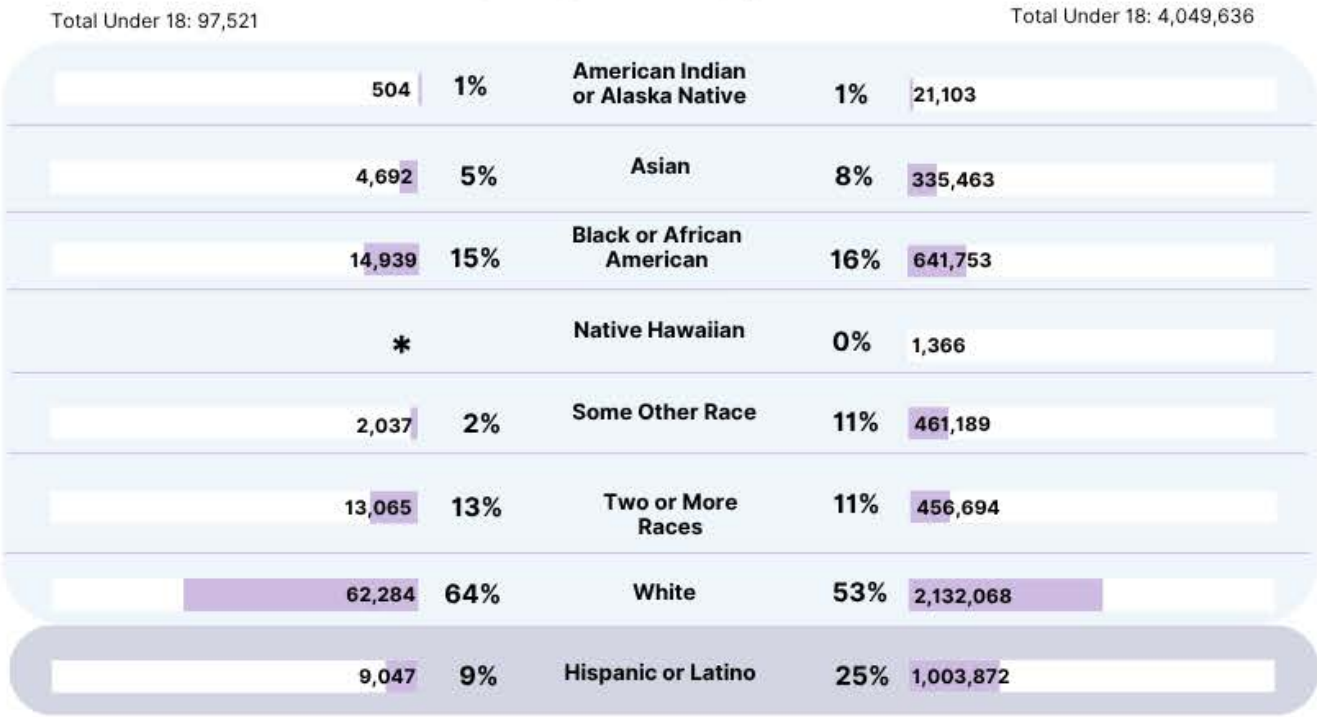 Total Under 18: 97,521
Total Under 18: 4,049,636
504 1% American Indian or Alaska Native 1% 21,103
4,692 5% Asian 8% 335,463
14,939 15% Black or African American 16% 641,753
* Native Hawaiian 0% 1,366
2,037 2% Some Other Race 11% 461,189
13,065 13% Two or More Races 11% 456,694
62,284 64% White 53% 2,132,068
9,047 9% Hispanic or Latino 25% 1,003,872